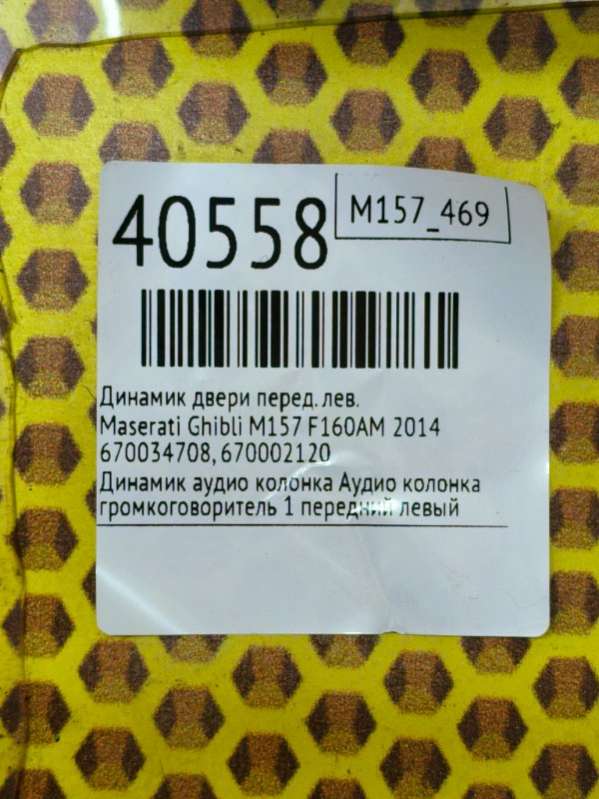 40558
M157_469
Динамик двери перед. лев.
Maserati Ghibli M157 F160AM 2014
670034708, 670002120
Динамик аудио колонка Аудио колонка
громкоговоритель 1 передний левый